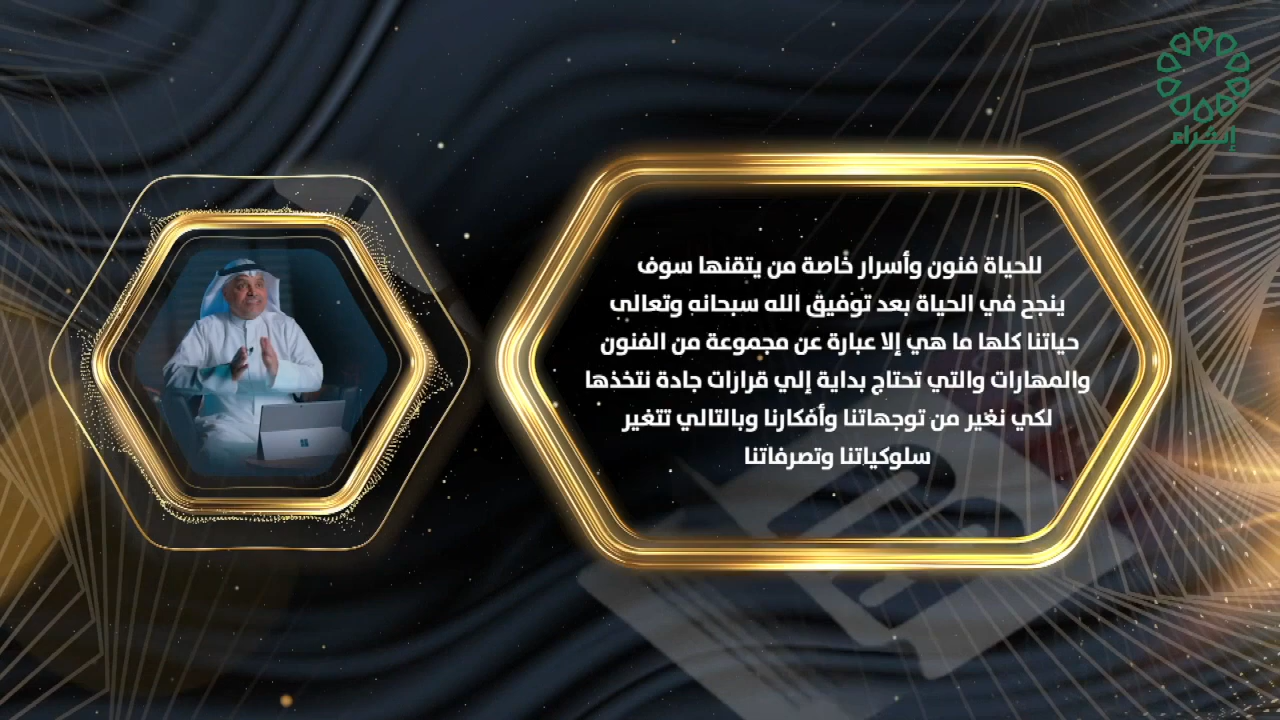 إثراء
للحياة فنون وأسرار خاصة من يتقنها سوف
ينجح في الحياة بعد توفيق الله سبحانه وتعالى
حياتنا كلها ما هي إلا عبارة عن مجموعة من الفنون
والمهارات والتي تحتاج بداية إلي قرارات جادة نتخذها
لكي نغير من توجهاتنا وأفكارنا وبالتالي تتغير
سلوكياتنا وتصرفاتنا